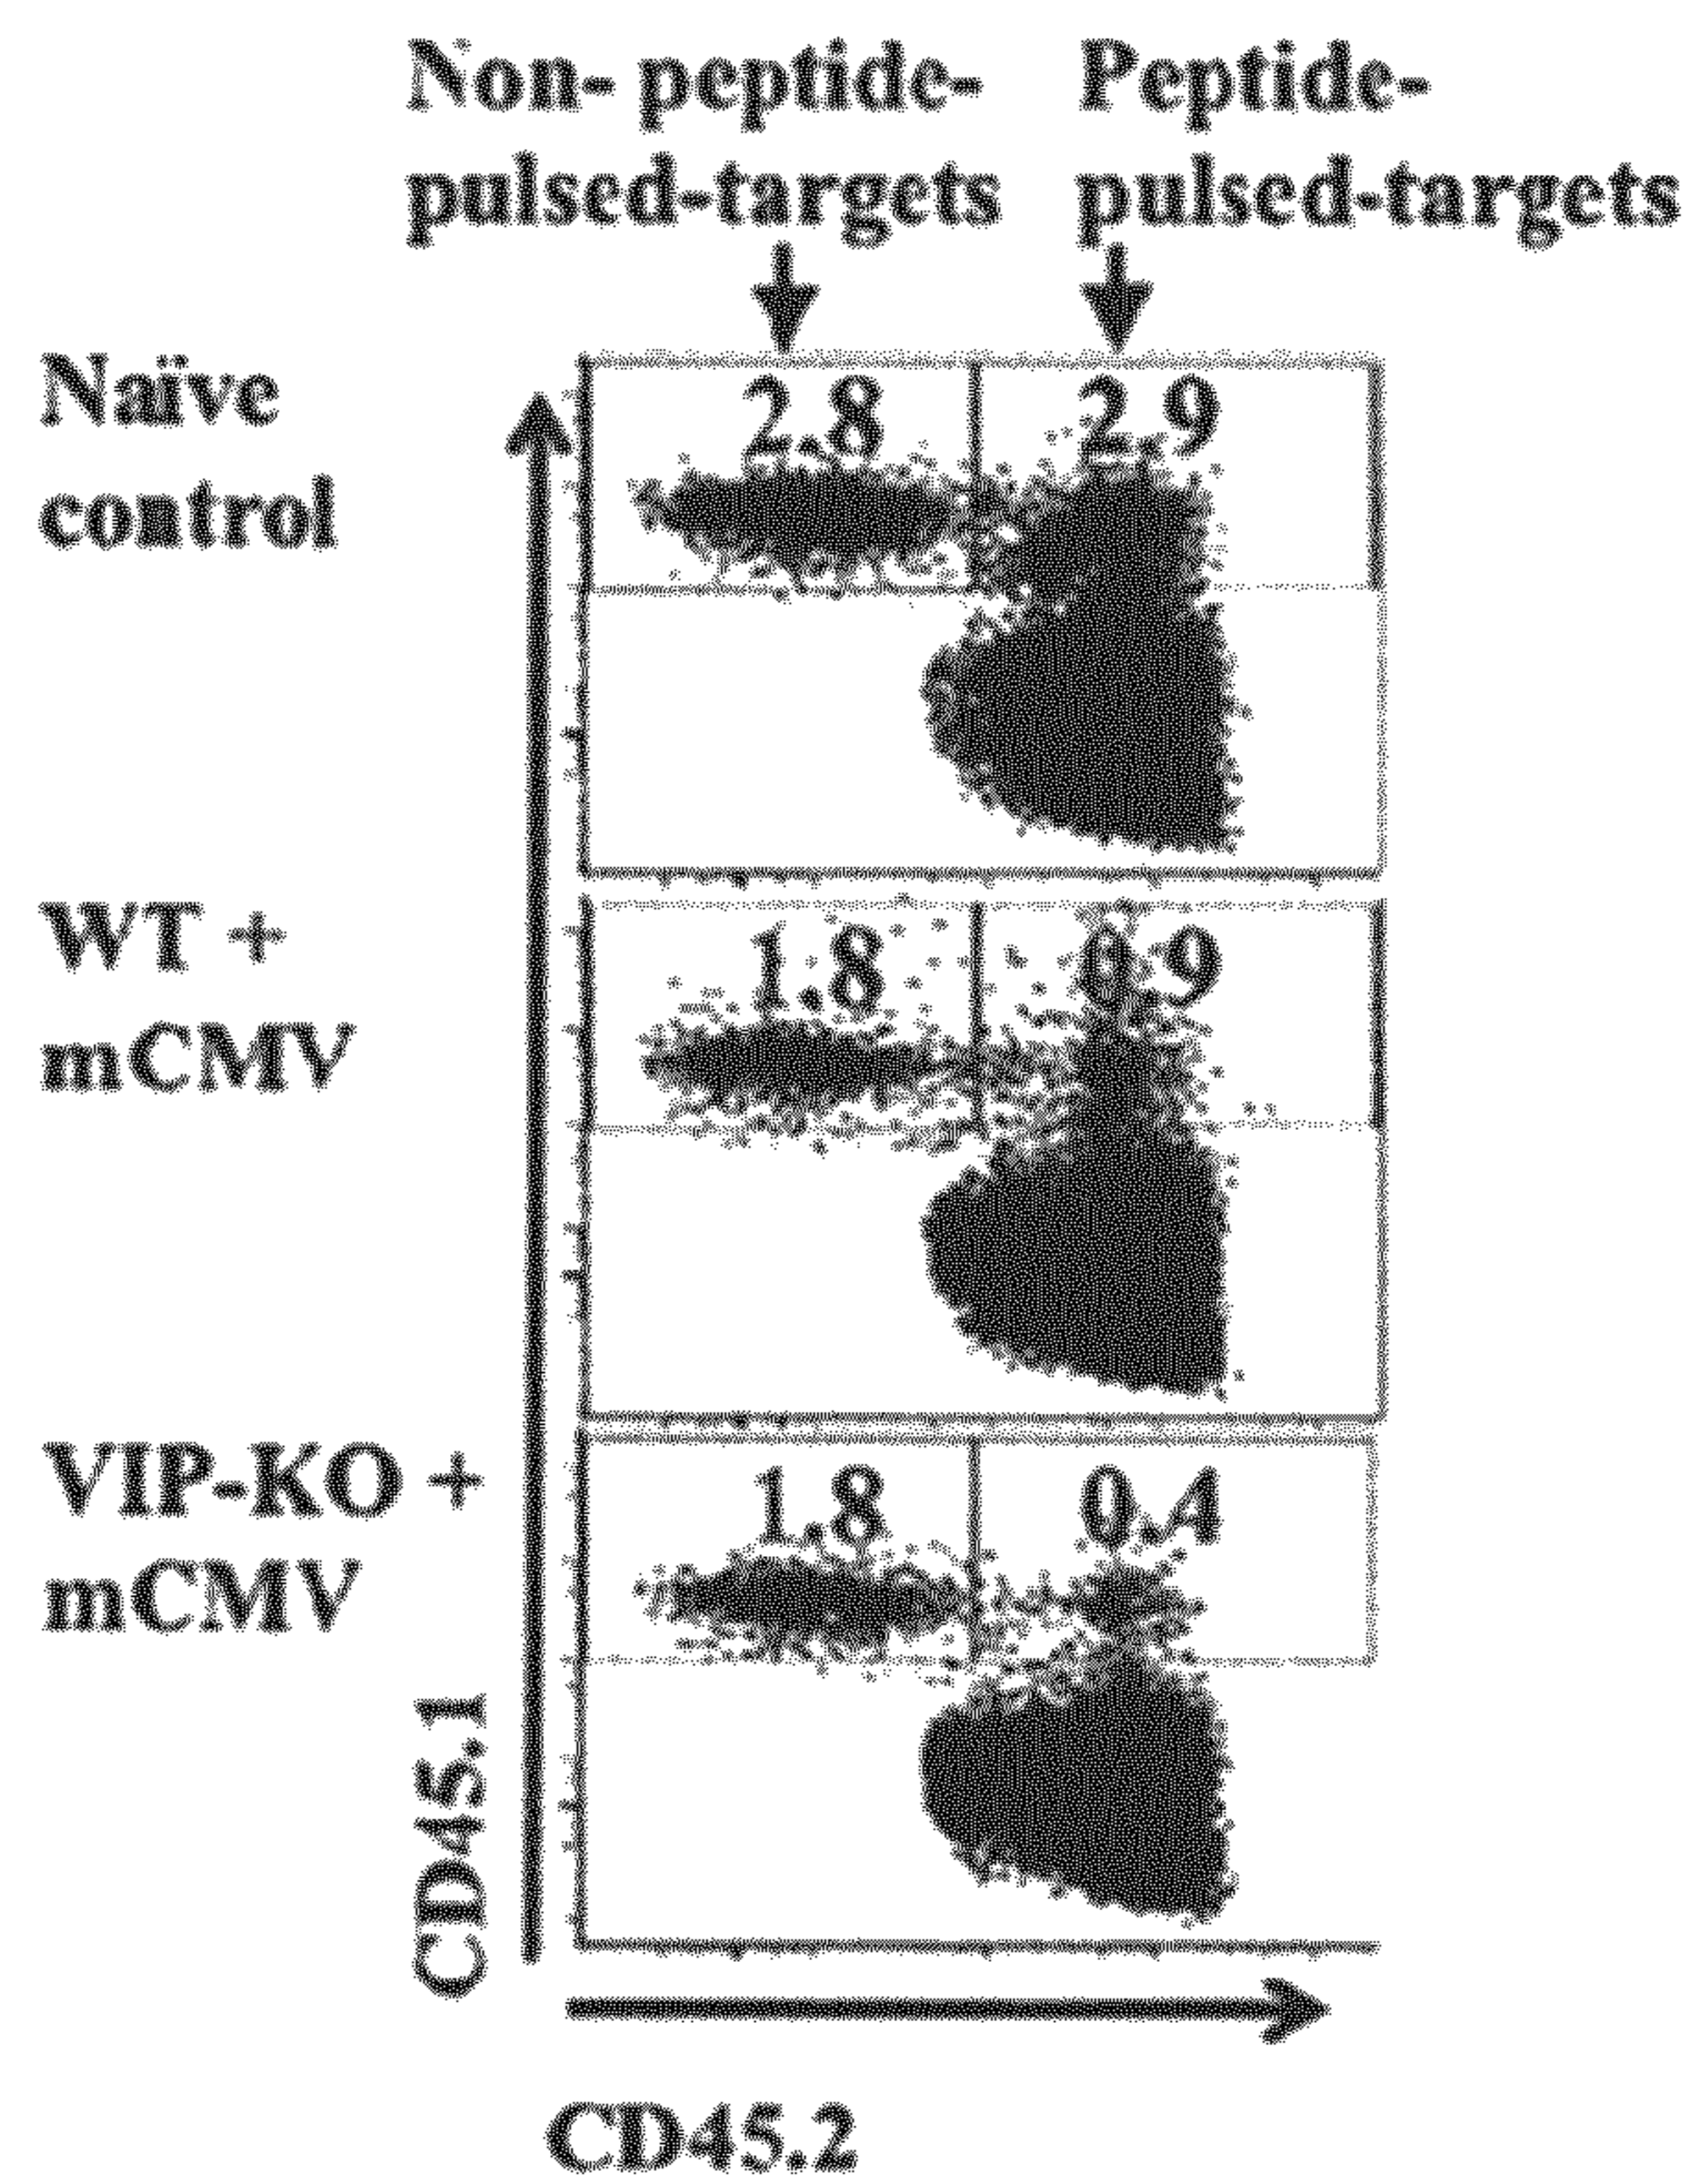 Non- peptide-
pulsed-targets
Peptide-
pulsed-targets
Naïve
control
2.8
2.9
WT +
mCMV
1.8
0.9
VIP-KO +
mCMV
1.8
0.4
CD45.1
CD45.2